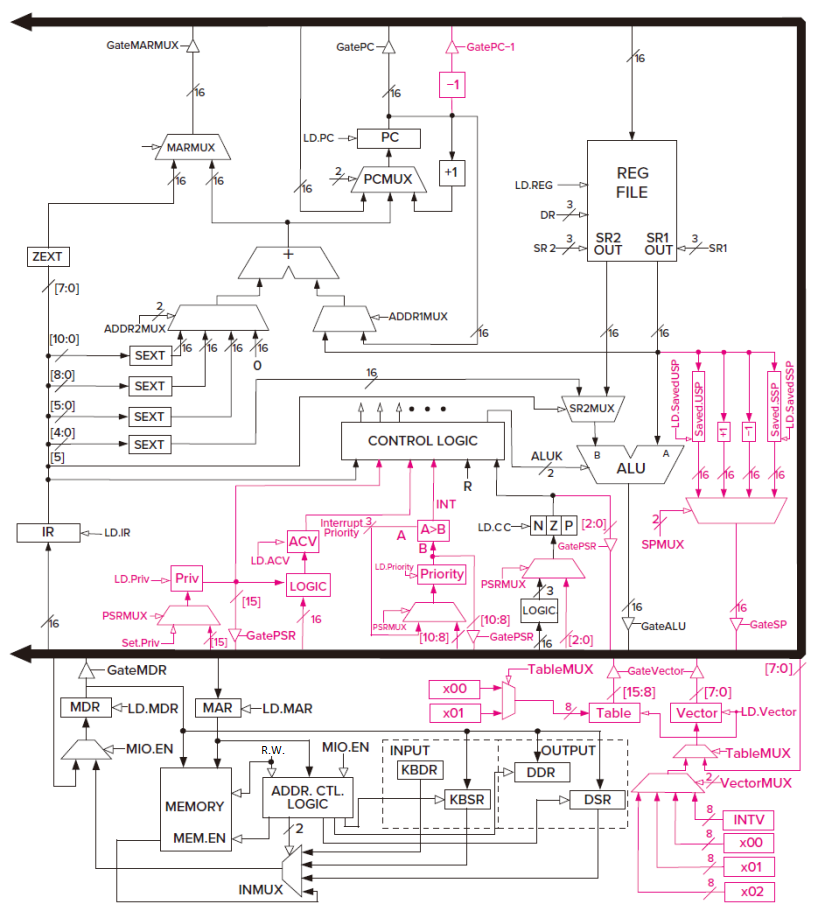 GateMARMUX
GatePC
GatePC-1
16
16
−1
16
LD.PC
PC
MARMUX
2
PCMUX
+1
16
16
16
REG
FILE
LD.REG
DR
3
SR2
3
SR2
OUT
SR1
OUT
3
SR1
ZEXT
[7:0]
+
2
ADDR2MUX
ADDR1MUX
16
16
16
[10:0]
SEXT
16
16
16
16
0
[8:0]
SEXT
[5:0]
SEXT
[4:0]
SEXT
[5]
16
SR2MUX
LD.SavedUSP
Saved.USP
+1
−1
Saved.SSP
LD.SavedSSP
CONTROL LOGIC
ALUK
2
B
A
ALU
16
16
16
16
R
INT
IR
LD.IR
ACV
LD.ACV
Interrupt
Priority
3
A
A>B
B
LD.CC
N
Z
P
[2:0]
GatePSR
SPMUX
2
LD.Priv
Priv
LOGIC
LD.Priority
Priority
PSRMUX
PSRMUX
[15]
16
LOGIC
3
16
16
Set.Priv
[15]
GatePSR
PSRMUX
[10:8]
[10:8]
GatePSR
[2:0]
GateALU
GateSP
16
16
GateMDR
TableMUX
GateVector
[7:0]
MDR
LD.MDR
MAR
LD.MAR
x00
x01
8
[15:8]
Table
[7:0]
Vector
LD.Vector
MIO.EN
R.W.
MIO.EN
INPUT
KBDR
OUTPUT
DDR
TableMUX
MEMORY
ADDR. CTL.
LOGIC
KBSR
DSR
2
VectorMUX
MEM.EN
2
8
INTV
8
x00
8
x01
8
x02
INMUX